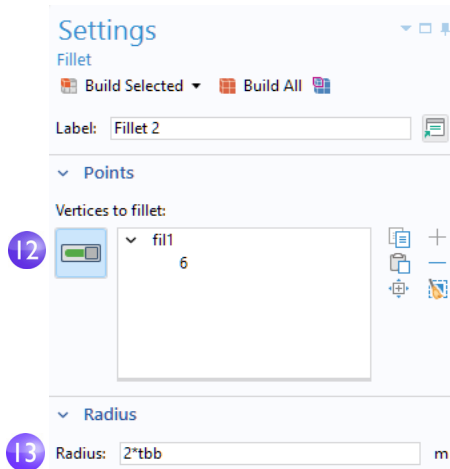 Settings
Fillet
Build Selected Build All
Label: Fillet 2
Points
Vertices to fillet:
12
fil1
6
Radius
13 Radius: 2*tbb m